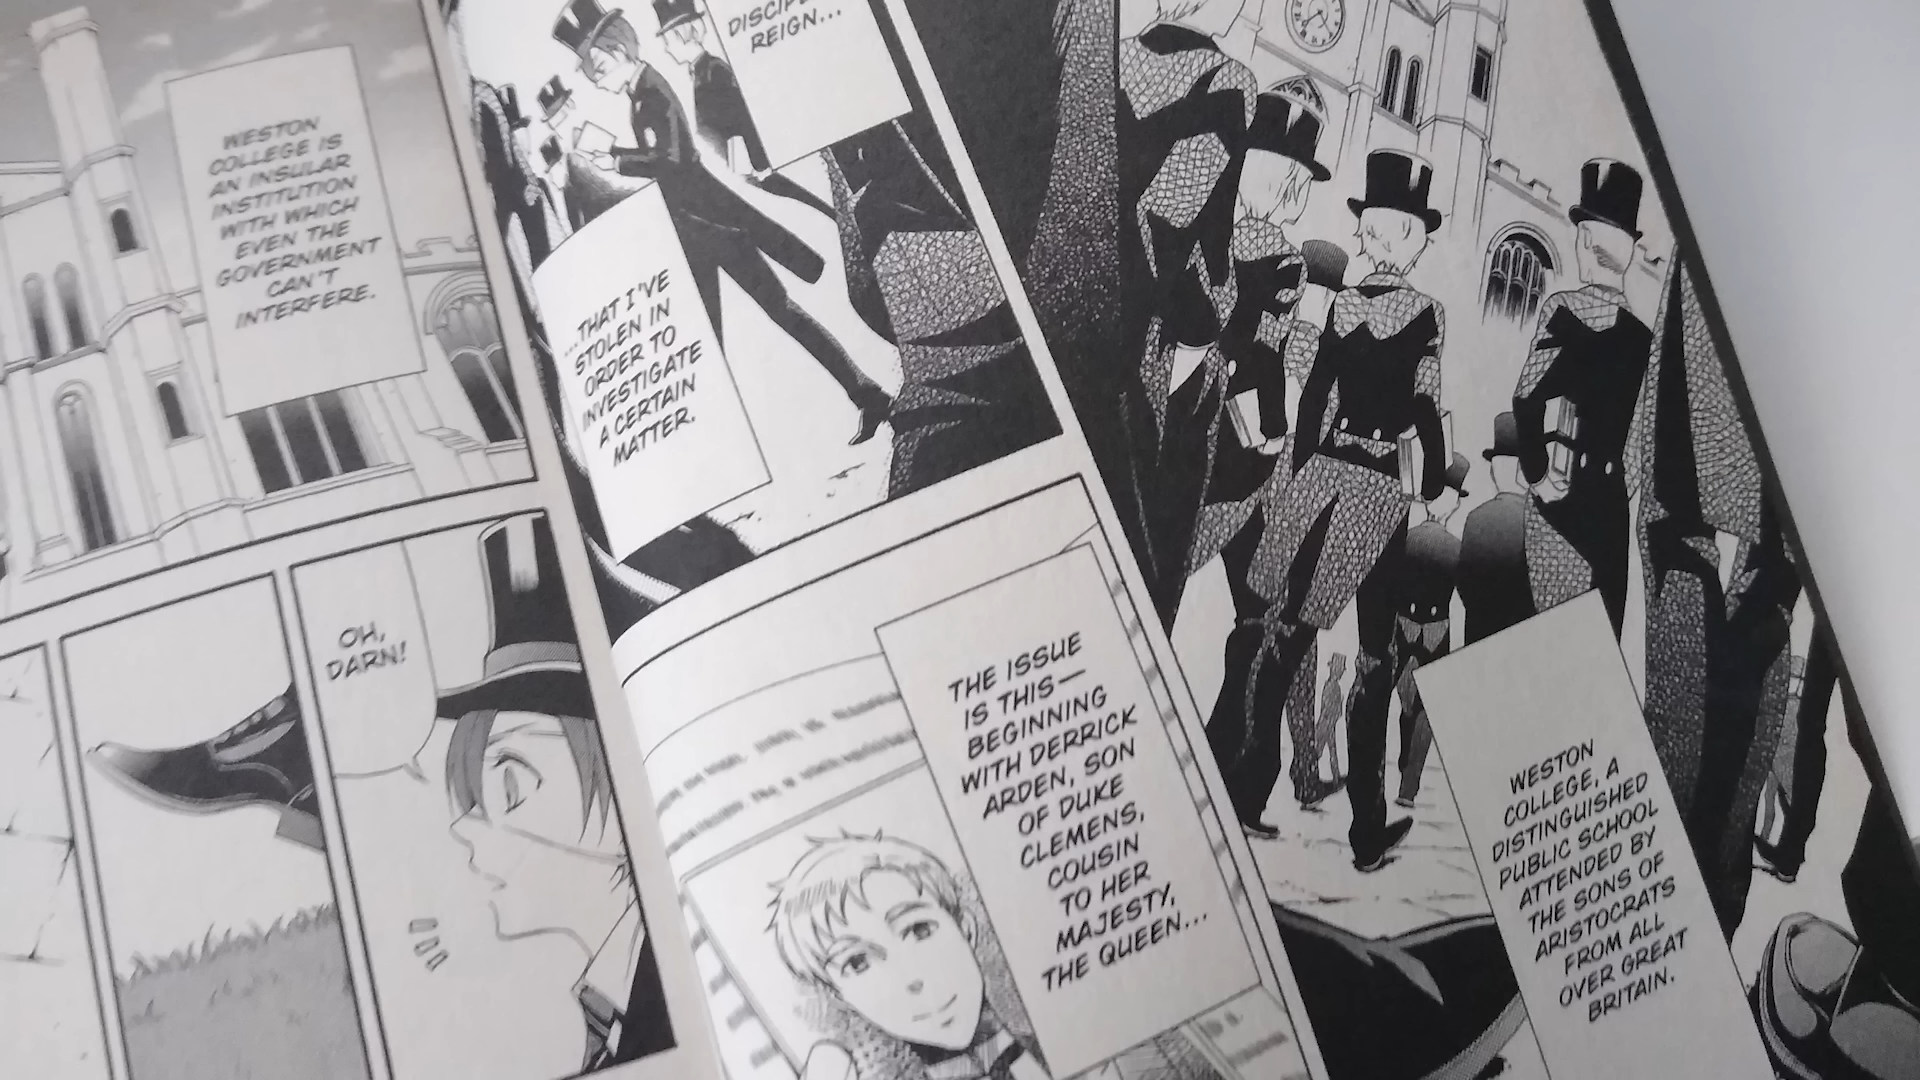 WESTON
COLLEGE IS
AN INSULAR
INSTITUTION
WITH WHICH
EVEN THE
GOVERNMENT
CAN'T
INTERFERE.
OH,
DARN!
REIGN...
...THAT I'VE
STOLEN IN
ORDER TO
INVESTIGATE
A CERTAIN
MATTER.
THE ISSUE
IS THIS—
BEGINNING
WITH DERRICK
ARDEN, SON
OF DUKE
CLEMENS,
COUSIN
TO HER
MAJESTY,
THE QUEEN...
WESTON
COLLEGE, A
DISTINGUISHED
PUBLIC SCHOOL
ATTENDED BY
THE SONS OF
ARISTOCRATS
FROM ALL
OVER GREAT
BRITAIN.